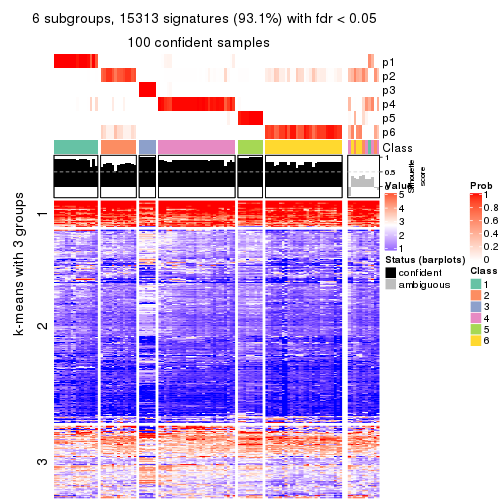 6 subgroups, 15313 signatures (93.1%) with fdr < 0.05
100 confident samples
p1
p2
p3
p4
p5
p6
Class
1
0.5
0
Silhouette
score
k-means with 3 groups
1
2
3
Value
5
4
3
2
1
Status (barplots)
confident
ambiguous
Prob
1
0.8
0.6
0.4
0.2
0
Class
1
2
3
4
5
6